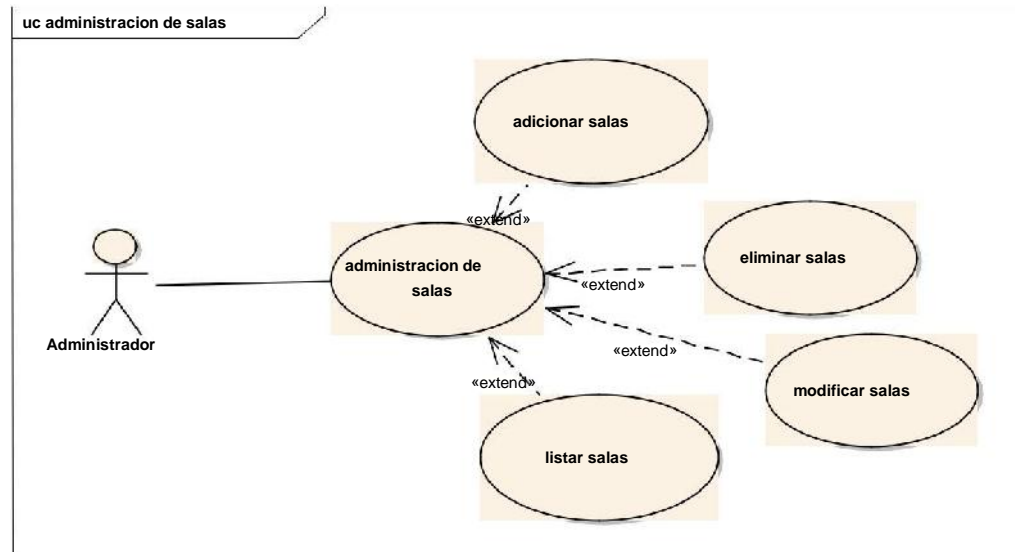 uc administracion de salas
adicionar salas
«extend»
administracion de
salas
eliminar salas
«extend»
Administrador
«extend»
modificar salas
«extend»
listar salas